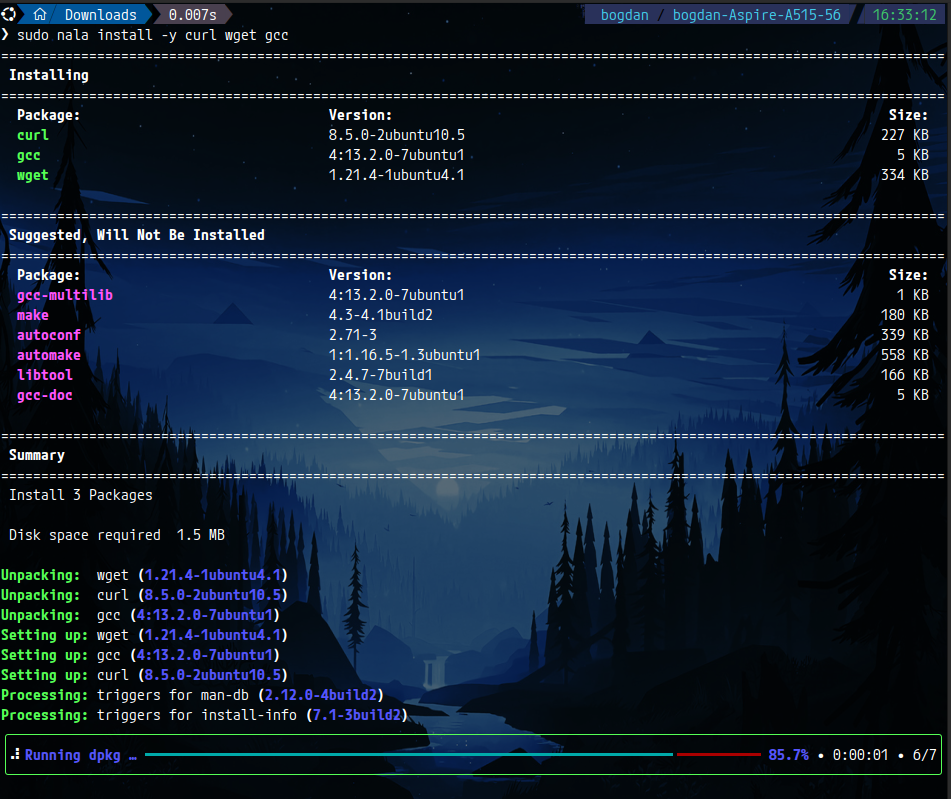 Downloads 0.007s bogdan / bogdan-Aspire-A515-56 16:33:12
❯ sudo nala install -y curl wget gcc
======================================================================================================================
Installing
======================================================================================================================
Package: Version: Size:
curl 8.5.0-2ubuntu10.5 227 KB
gcc 4:13.2.0-7ubuntu1 5 KB
wget 1.21.4-1ubuntu4.1 334 KB
======================================================================================================================
Suggested, Will Not Be Installed
======================================================================================================================
Package: Version: Size:
gcc-multilib 4:13.2.0-7ubuntu1 1 KB
make 4.3-4.1build2 180 KB
autoconf 2.71-3 339 KB
automake 1:1.16.5-1.3ubuntu1 558 KB
libtool 2.4.7-7build1 166 KB
gcc-doc 4:13.2.0-7ubuntu1 5 KB
======================================================================================================================
Summary
======================================================================================================================
Install 3 Packages
Disk space required 1.5 MB
Unpacking: wget (1.21.4-1ubuntu4.1)
Unpacking: curl (8.5.0-2ubuntu10.5)
Unpacking: gcc (4:13.2.0-7ubuntu1)
Setting up: wget (1.21.4-1ubuntu4.1)
Setting up: gcc (4:13.2.0-7ubuntu1)
Setting up: curl (8.5.0-2ubuntu10.5)
Processing: triggers for man-db (2.12.0-4build2)
Processing: triggers for install-info (7.1-3build2)
Running dpkg … 85.7% • 0:00:01 • 6/7